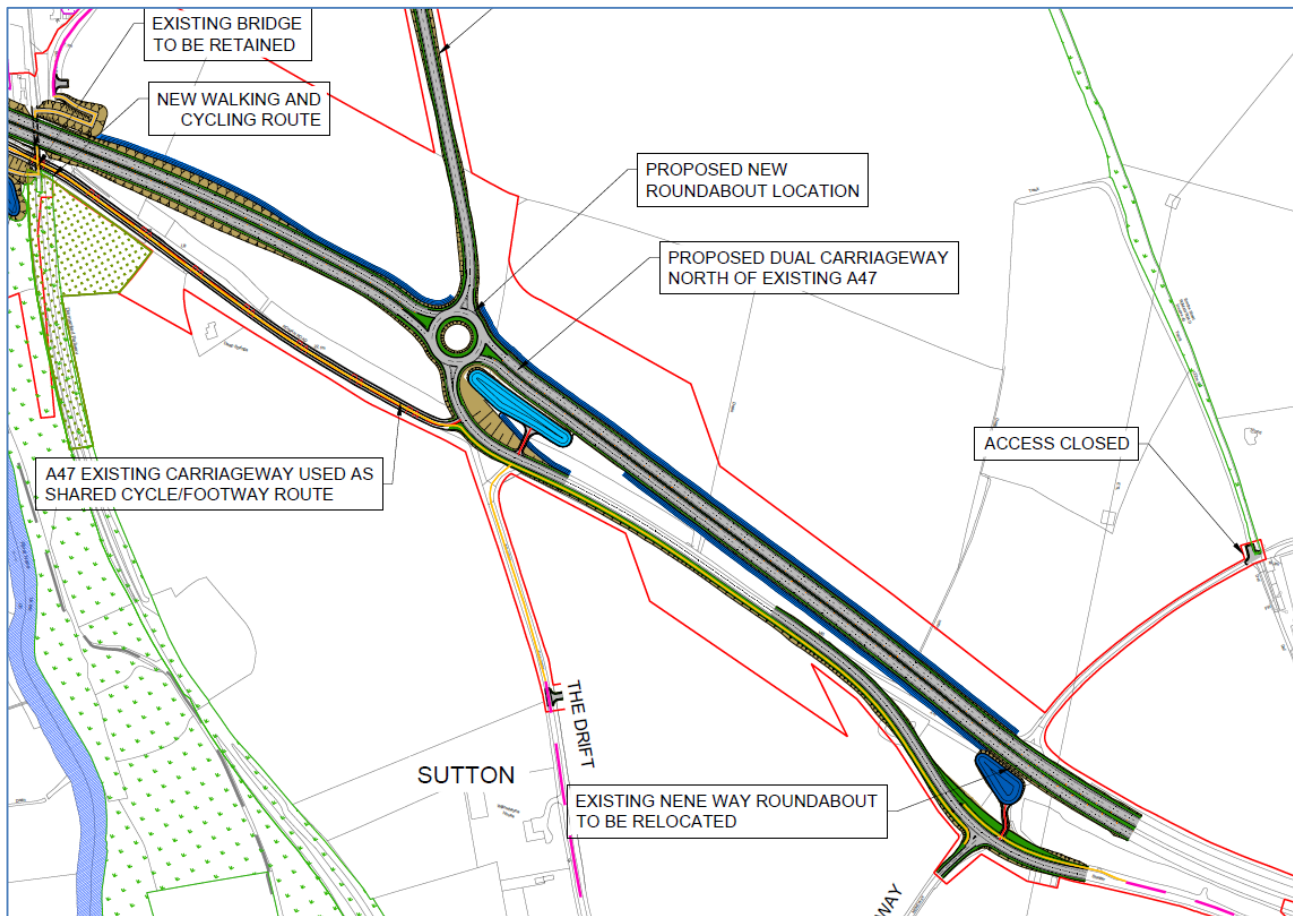 EXISTING BRIDGE
TO BE RETAINED
NEW WALKING AND
CYCLING ROUTE
PROPOSED NEW
ROUNDABOUT LOCATION
PROPOSED DUAL CARRIAGEWAY
NORTH OF EXISTING A47
ACCESS CLOSED
A47 EXISTING CARRIAGEWAY USED AS
SHARED CYCLE/FOOTWAY ROUTE
THE DRIFT
SUTTON
EXISTING NENE WAY ROUNDABOUT
TO BE RELOCATED
WAY